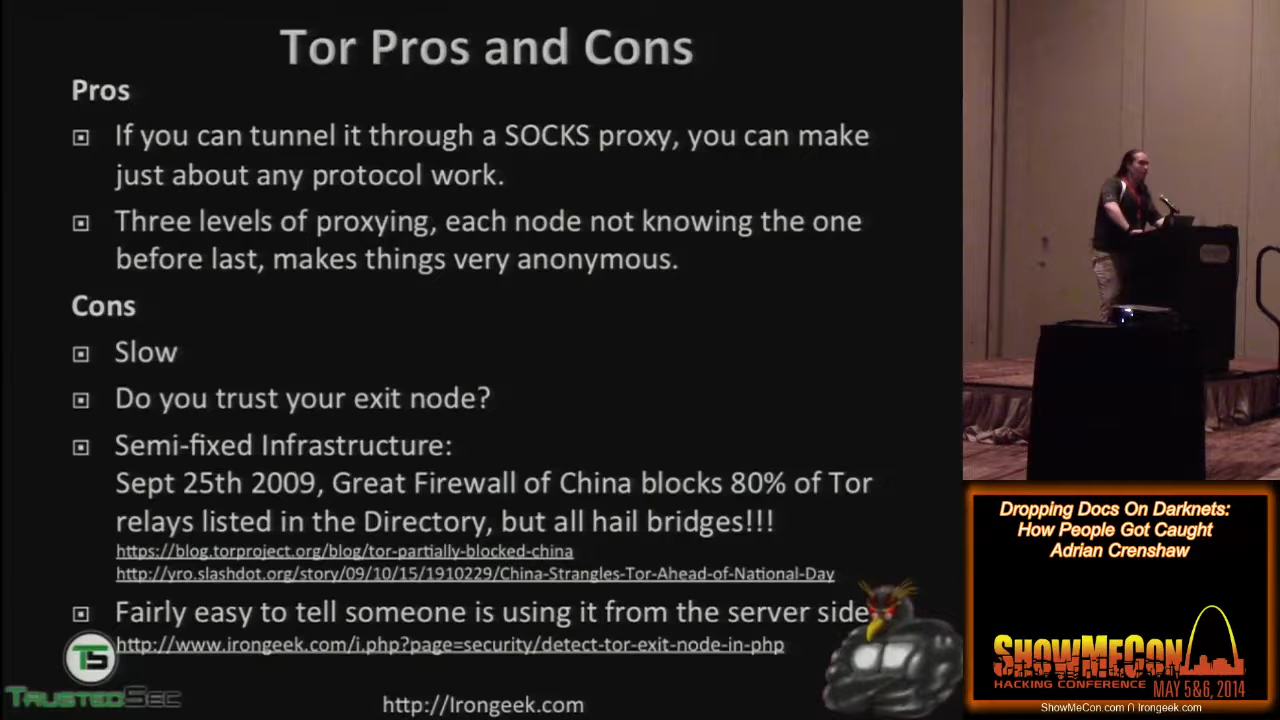 Tor Pros and Cons
Pros
If you can tunnel it through a SOCKS proxy, you can make
just about any protocol work.
Three levels of proxying, each node not knowing the one
before last, makes things very anonymous.
Cons
Slow
Do you trust your exit node?
Semi-fixed Infrastructure:
Sept 25th 2009, Great Firewall of China blocks 80% of Tor
relays listed in the Directory, but all hail bridges!!!
https://blog.torproject.org/blog/tor-partially-blocked-china
http://yro.slashdot.org/story/09/10/15/1910229/China-Strangles-Tor-Ahead-of-National-Day
Fairly easy to tell someone is using it from the server side
http://www.irongeek.com/i.php?page=security/detect-tor-exit-node-in-php
TS
TRUSTEDSEC
http://Irongeek.com
Dropping Docs On Darknets:
How People Got Caught
Adrian Crenshaw
SHOWMECON
HACKING CONFERENCE
MAY 5&6, 2014
ShowMeCon.com ∩ Irongeek.com